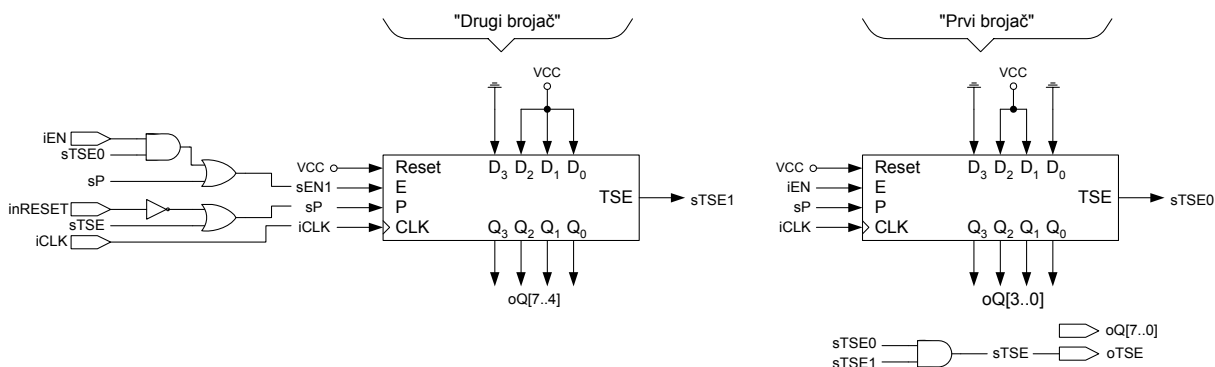 "Drugi brojač"
"Prvi brojač"
VCC
VCC
iEN
sTSE0
sP
inRESET
sTSE
iCLK
VCC
sEN1
sP
iCLK
Reset
E
P
CLK
D3 D2 D1 D0
TSE
Q3 Q2 Q1 Q0
sTSE1
oQ[7..4]
VCC
iEN
sP
iCLK
Reset
E
P
CLK
D3 D2 D1 D0
TSE
Q3 Q2 Q1 Q0
sTSE0
oQ[3..0]
oQ[7..0]
sTSE0
sTSE1
sTSE
oTSE